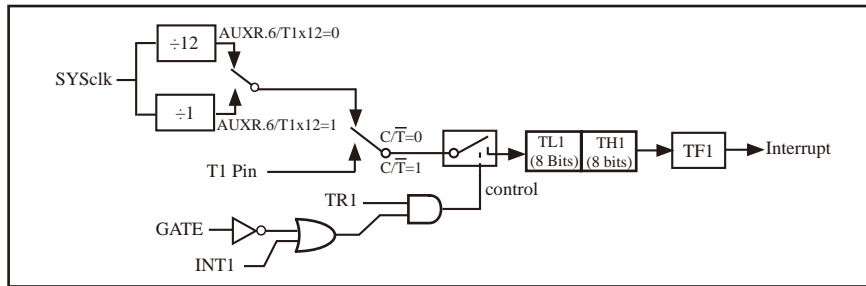 ÷12
AUXR.6/T1x12=0
SYSclk
÷1
AUXR.6/T1x12=1
C/T̅=0
C/T̅=1
T1 Pin
TL1
(8 Bits)
TH1
(8 bits)
TF1
Interrupt
control
TR1
GATE
INT1